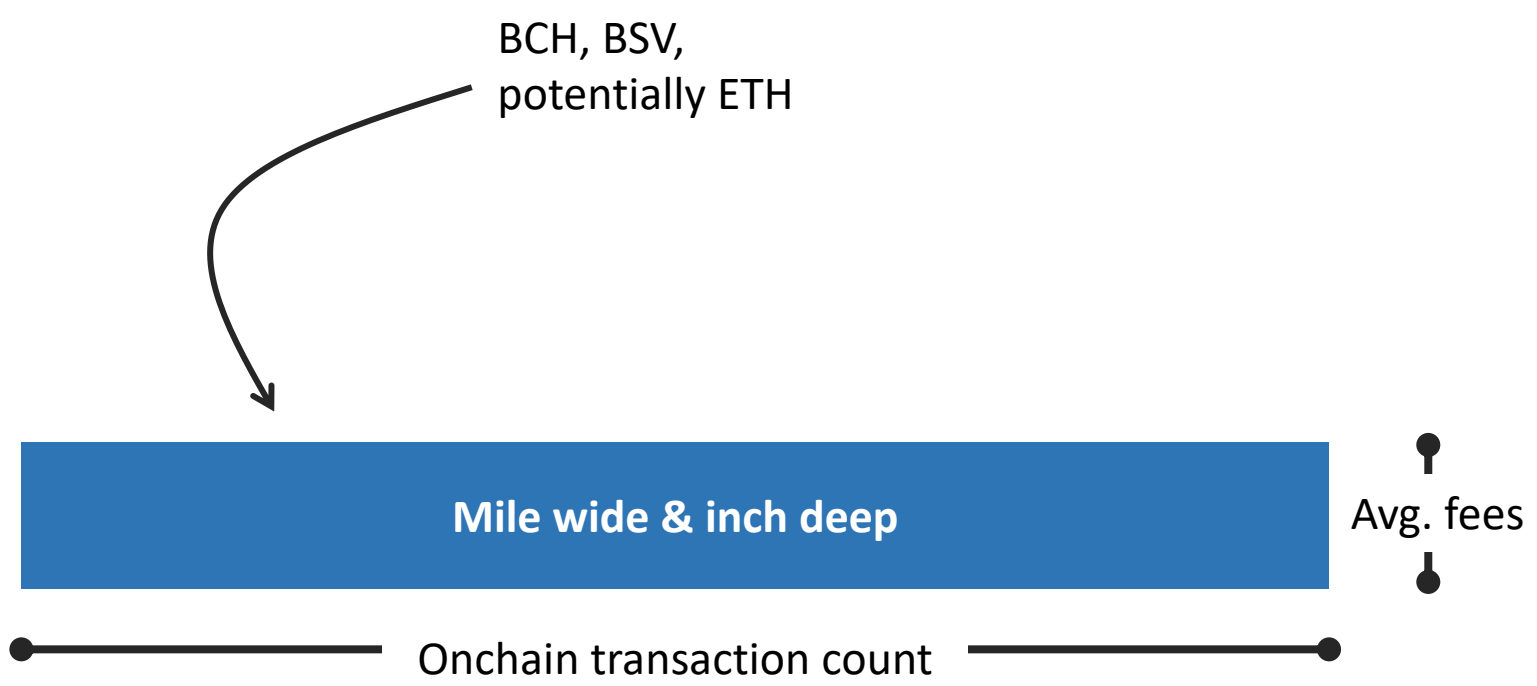 BCH, BSV,
potentially ETH
Mile wide & inch deep
Avg. fees
Onchain transaction count